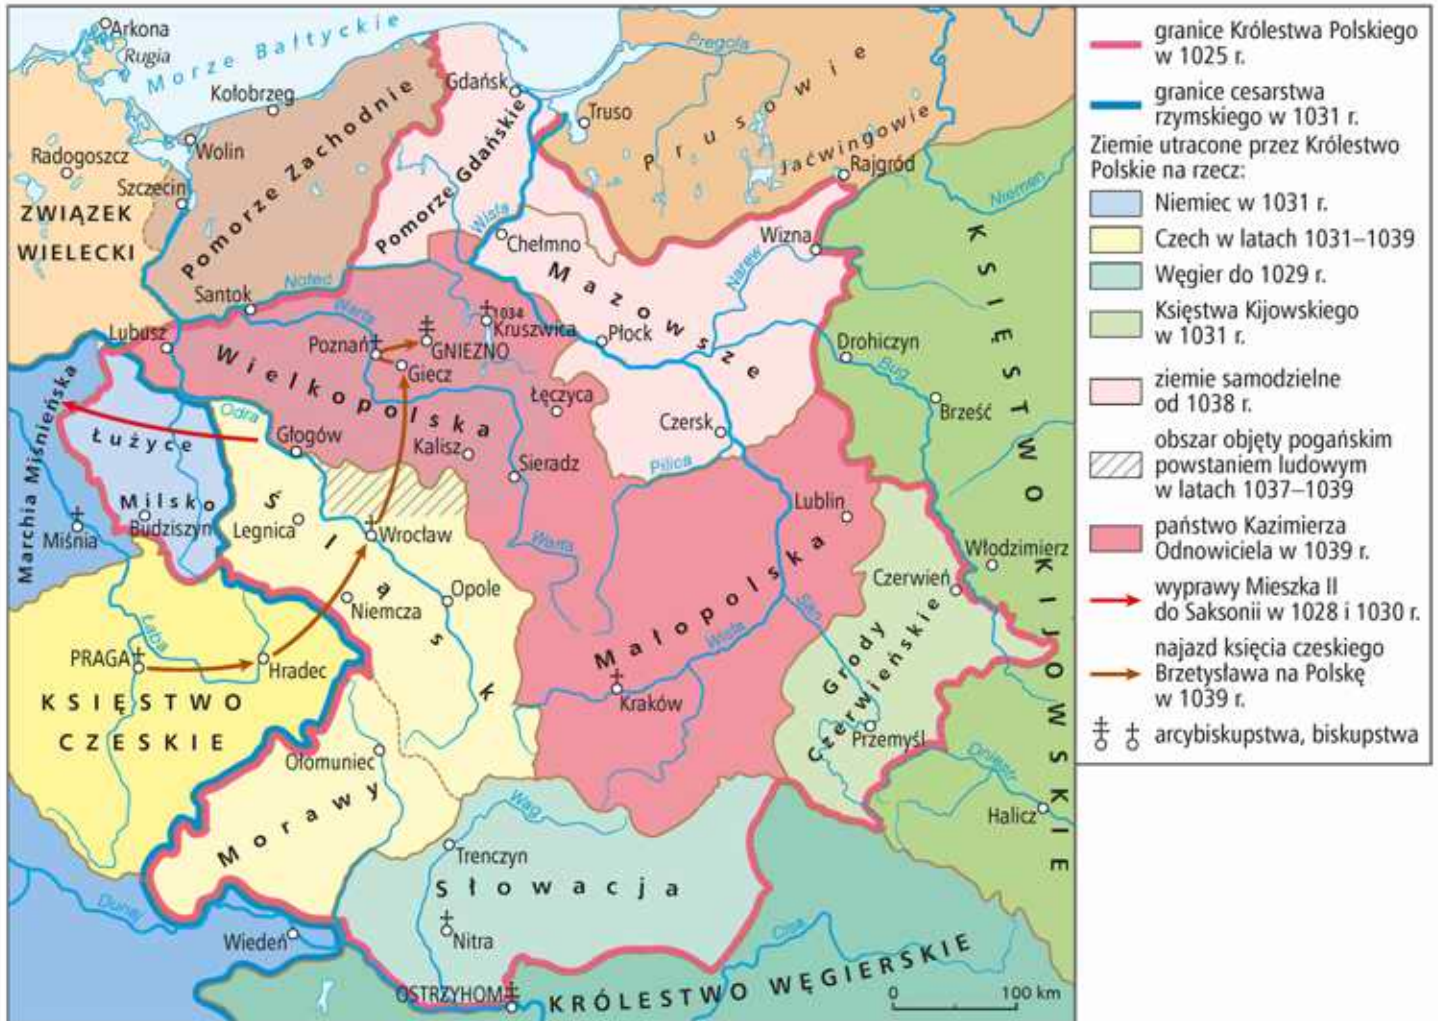 Arkona
Rugia
Morze Bałtyckie
Kołobrzeg
Gdańsk
Pregoła
Truso
Prusowie
Jaćwingowie
Rajgród
Niemen
Radogoszcz
Wolin
Szczecin
ZWIĄZEK
WIELECKI
Pomorze Zachodnie
Pomorze Gdańskie
Wisła
Chełmno
Wizna
Narew
Mazowsze
Santok
Noteć
Warta
Lubusz
Poznań
GNIEZNO
1034
Kruszwica
Giecz
Płock
Drohiczyn
Bug
Brześć
Wielkopolska
Łęczyca
Czersk
Pilica
Odra
Głogów
Kalisz
Sieradz
Marchia Miśnieńska
Łużyce
Milsko
Budziszyn
Miśnia
Legnica
Śląsk
Wrocław
Warta
Lublin
Włodzimierz
Czerwień
Niemcza
Opole
Małopolska
San
Wisła
Grody
Czerwieńskie
Łaba
PRAGA
Hradec
KSIĘSTWO
CZESKIE
Kraków
Przemyśl
Dniestr
Halicz
KSIĘSTWO KIJOWSKIE
Ołomuniec
Morawy
Wag
Trenczyn
Słowacja
Nitra
Dunaj
Wiedeń
OSTRZYHOM
Cisa
KRÓLESTWO WĘGIERSKIE
0 100 km
granice Królestwa Polskiego
w 1025 r.
granice cesarstwa
rzymskiego w 1031 r.
Ziemie utracone przez Królestwo
Polskie na rzecz:
Niemiec w 1031 r.
Czech w latach 1031–1039
Węgier do 1029 r.
Księstwa Kijowskiego
w 1031 r.
ziemie samodzielne
od 1038 r.
obszar objęty pogańskim
powstaniem ludowym
w latach 1037–1039
państwo Kazimierza
Odnowiciela w 1039 r.
wyprawy Mieszka II
do Saksonii w 1028 i 1030 r.
najazd księcia czeskiego
Brzetysława na Polskę
w 1039 r.
arcybiskupstwa, biskupstwa